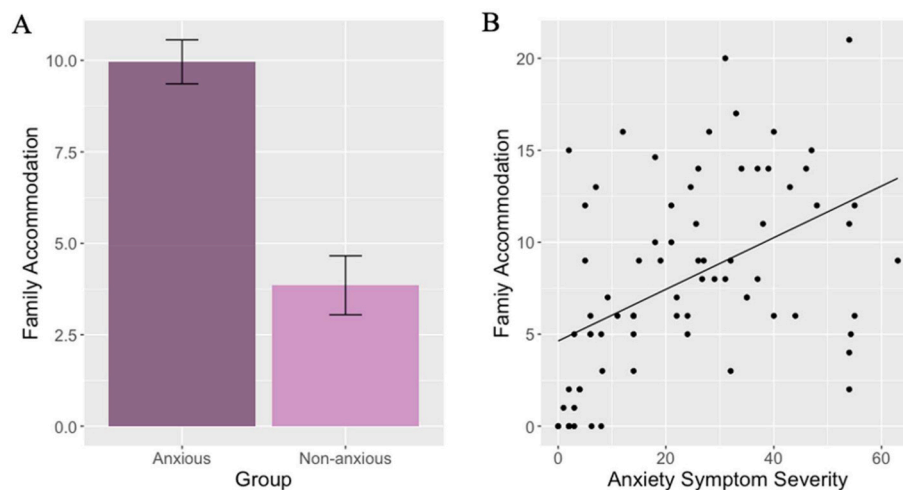 A
10.0
7.5
5.0
2.5
0.0
Family Accommodation
Anxious Non-anxious
Group
B
20
15
10
5
0
Famiy Accommodation
0 20 40 60
Anxiety Symptom Severity